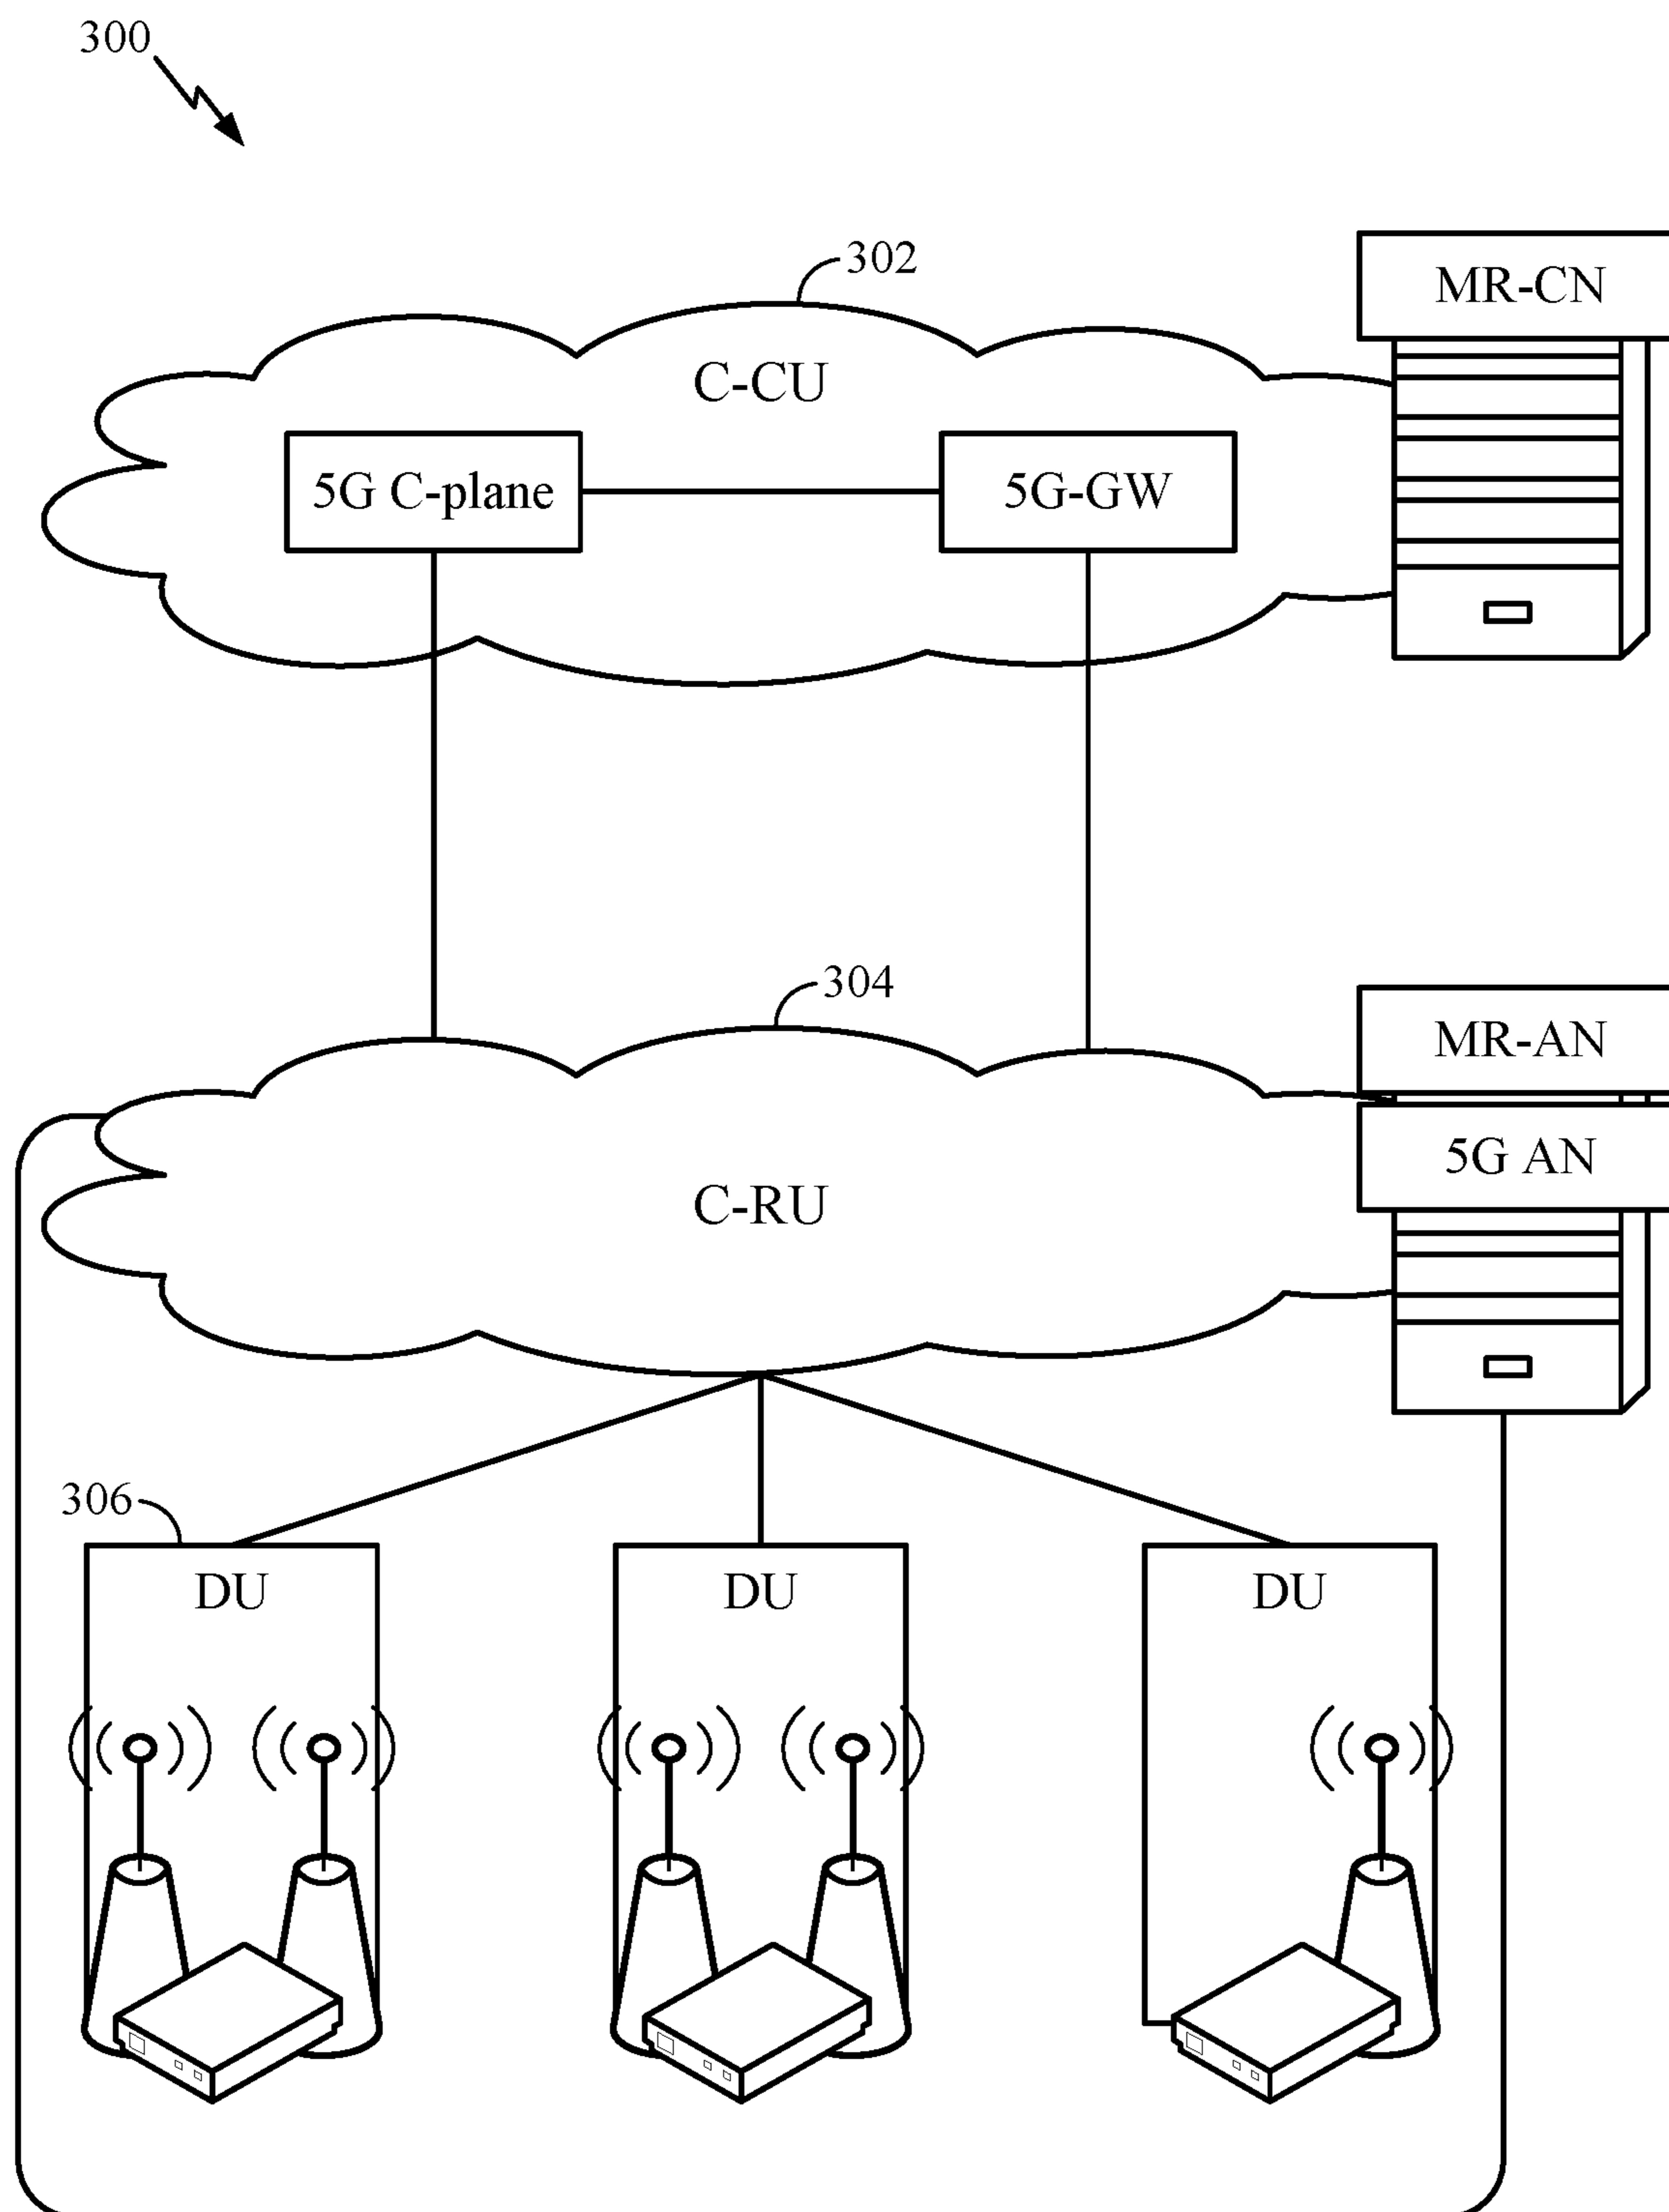 300
302
MR-CN
C-CU
5G C-plane
5G-GW
304
MR-AN
5G AN
C-RU
306
DU
DU
DU